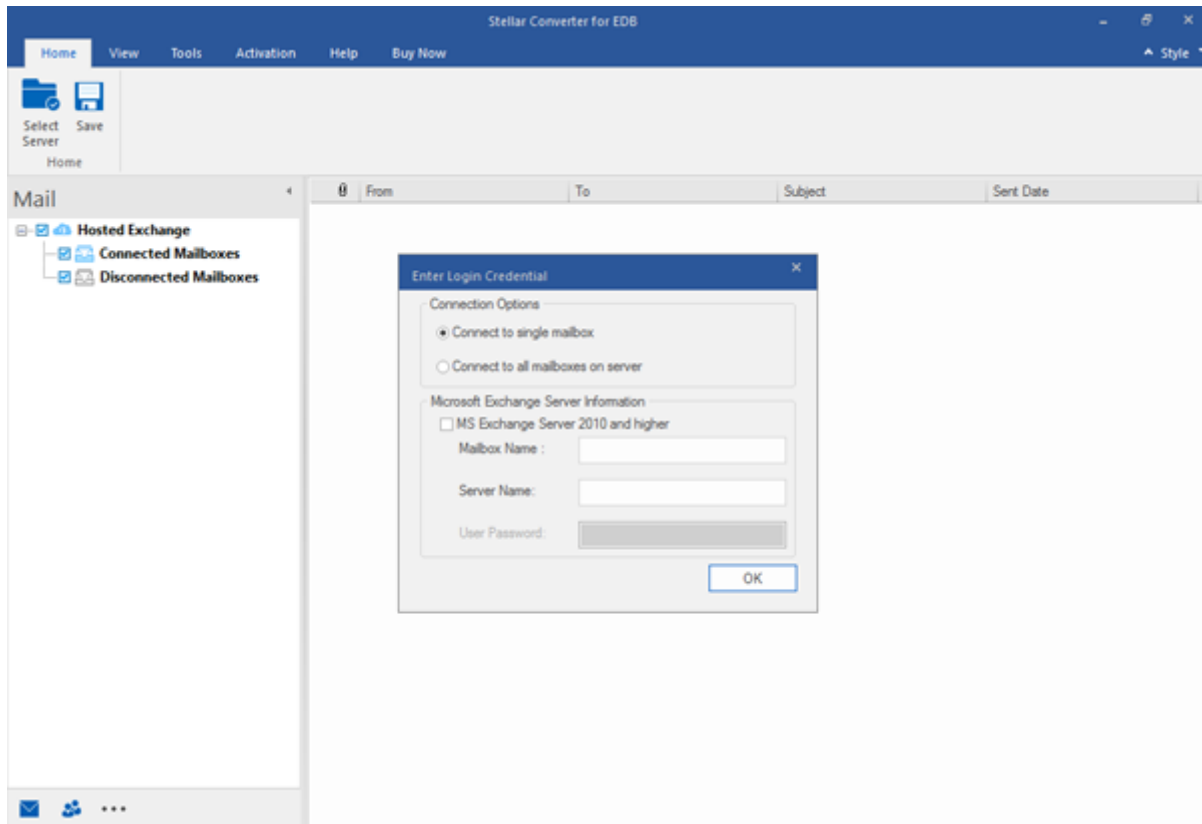 Stellar Converter for EDB
Home View Tools Activation Help Buy Now Style
Select Server Save
Home
Mail
From To Subject Sent Date
Hosted Exchange
Connected Mailboxes
Disconnected Mailboxes
Enter Login Credential
Connection Options
Connect to single mailbox
Connect to all mailboxes on server
Microsoft Exchange Server Information
MS Exchange Server 2010 and higher
Mailbox Name :
Server Name:
User Password:
OK